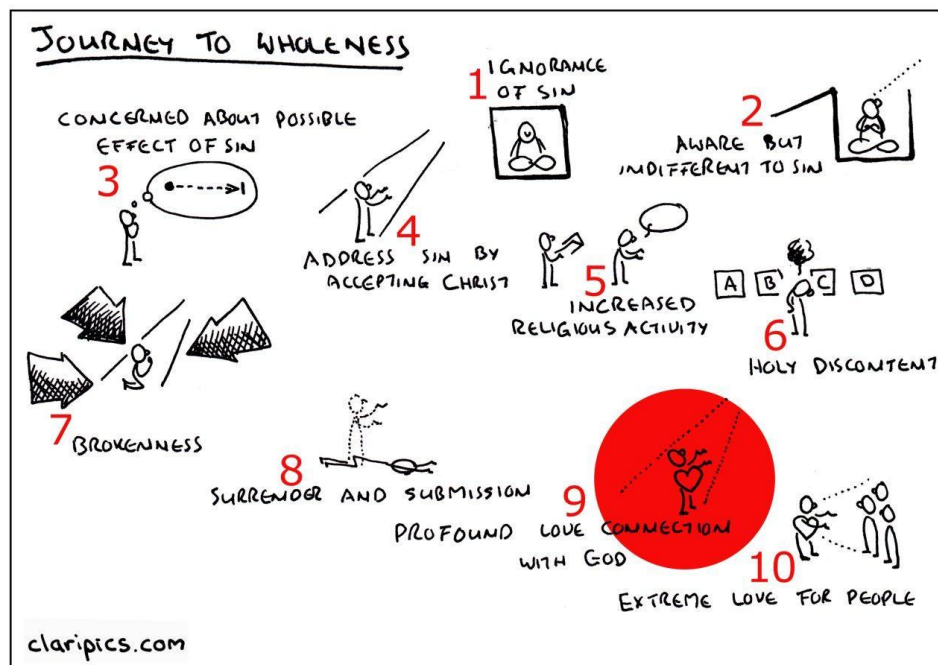 JOURNEY TO WHOLENESS
1
IGNORANCE
OF SIN
2
AWARE BUT
INDIFFERENT TO SIN
3
CONCERNED ABOUT POSSIBLE
EFFECT OF SIN
4
ADDRESS SIN BY
ACCEPTING CHRIST
5
INCREASED
RELIGIOUS ACTIVITY
6
A B C D
HOLY DISCONTENT
7
BROKENNESS
8
SURRENDER AND SUBMISSION
9
PROFOUND LOVE CONNECTION
WITH GOD
10
EXTREME LOVE FOR PEOPLE
claripics.com